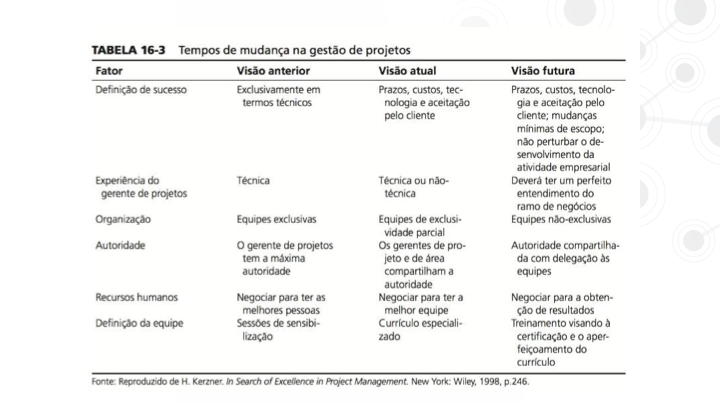 TABELA 16-3 Tempos de mudança na gestão de projetos
Fator Visão anterior Visão atual Visão futura
Definição de sucesso Exclusivamente em Prazos, custos, tec- Prazos, custos, tecnolo-
termos técnicos nologia e aceitação gia e aceitação pelo
pelo cliente cliente; mudanças
mínimas de escopo;
não perturbar o de-
senvolvimento da
atividade empresarial
Experiência do Técnica Técnica ou não- Deverá ter um perfeito
gerente de projetos técnica entendimento do
ramo de negócios
Organização Equipes exclusivas Equipes de exclusi- Equipes não-exclusivas
vidade parcial
Autoridade O gerente de projetos Os gerentes de pro- Autoridade compartilha-
tem a máxima jeto e de área da com delegação às
autoridade compartilham a equipes
autoridade
Recursos humanos Negociar para ter as Negociar para ter a Negociar para a obten-
melhores pessoas melhor equipe ção de resultados
Definição da equipe Sessões de sensibi- Currículo especiali- Treinamento visando à
lização zado certificação e o aper-
feiçoamento do
currículo
Fonte: Reproduzido de H. Kerzner. In Search of Excellence in Project Management. New York: Wiley, 1998, p.246.